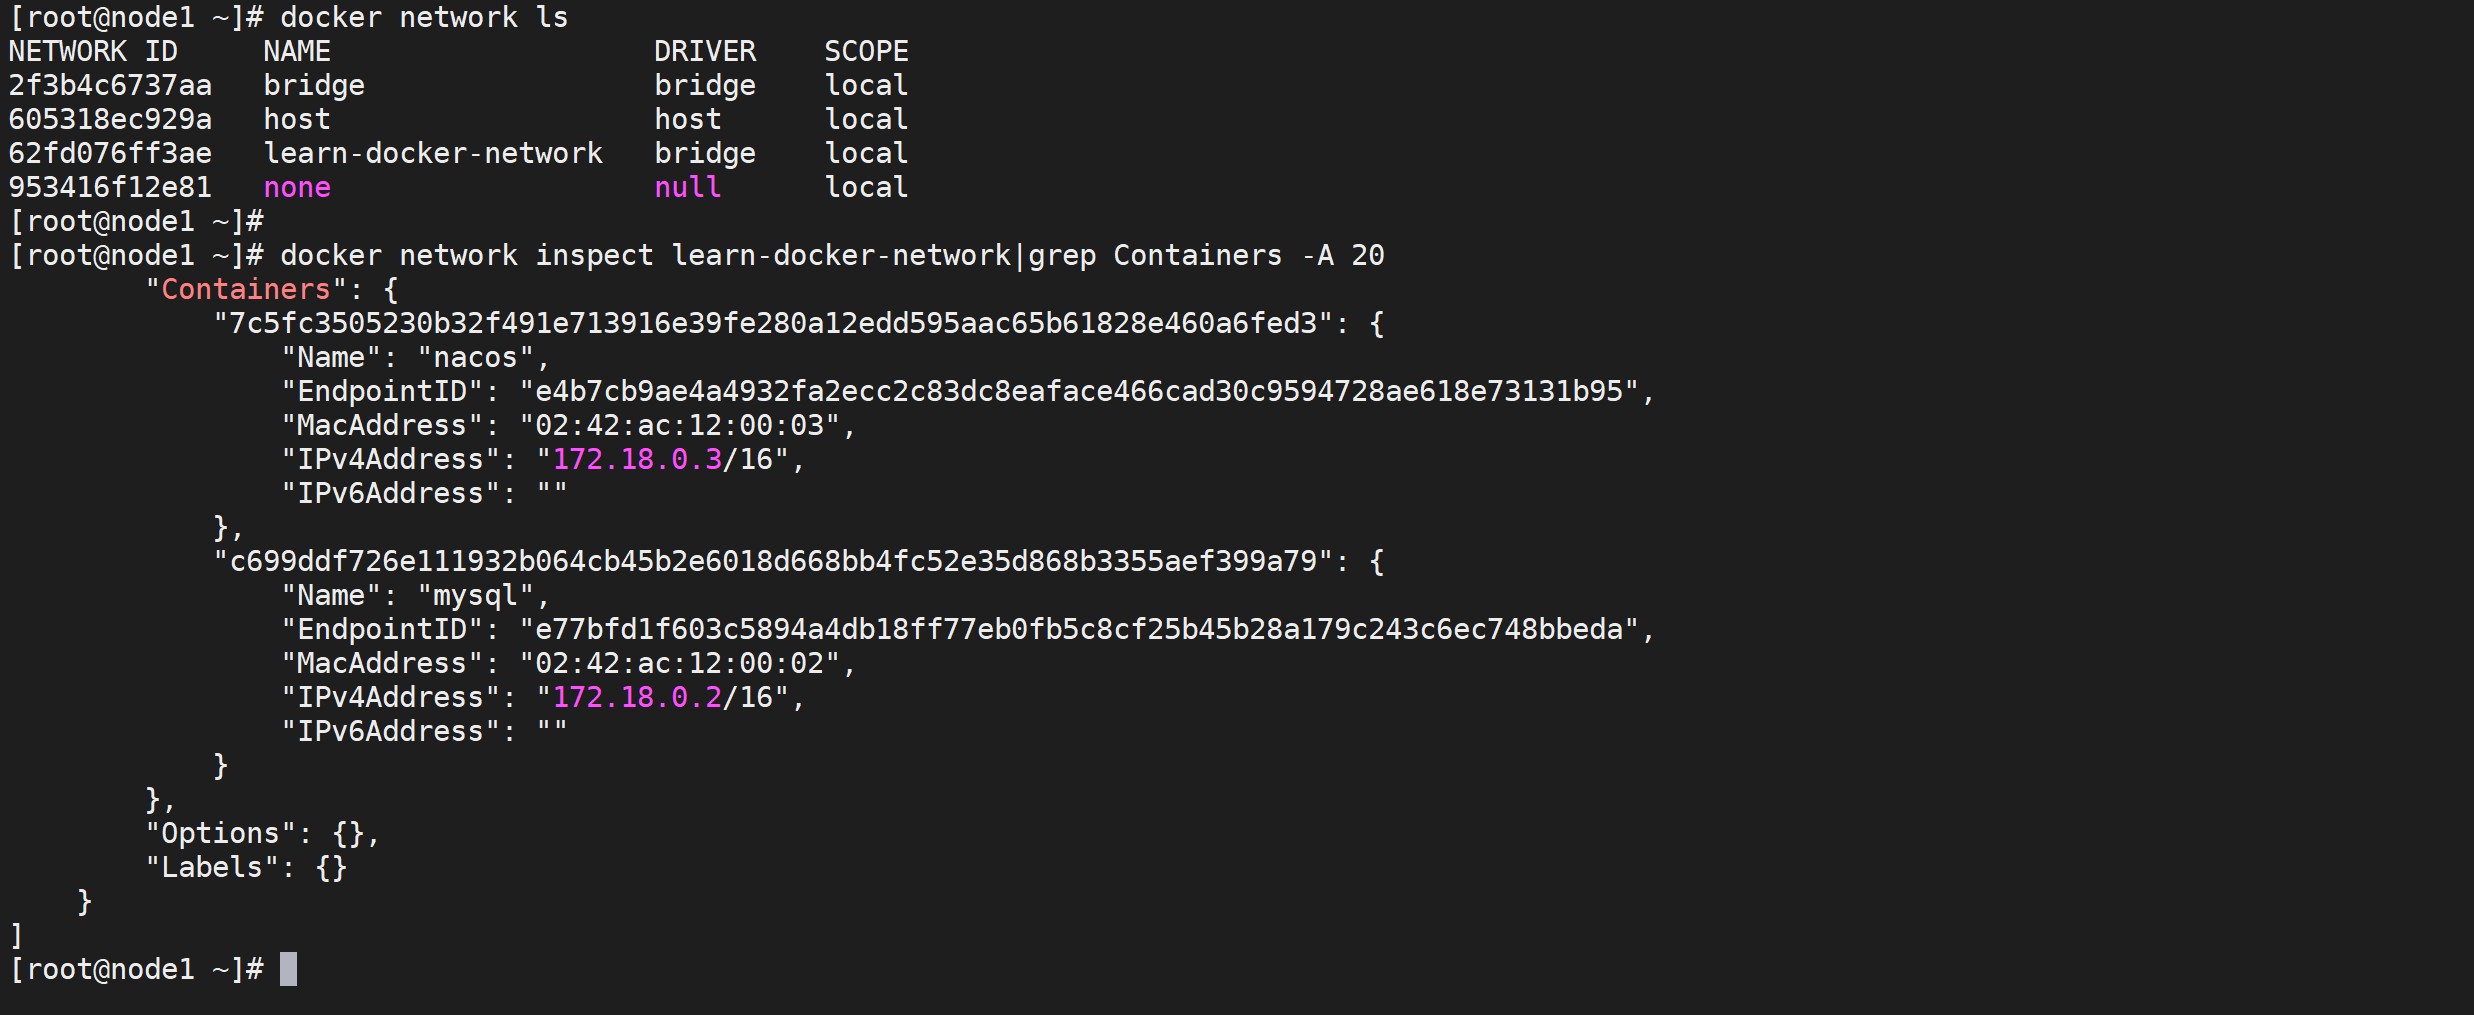 [root@node1 ~]# docker network ls
NETWORK ID     NAME                   DRIVER    SCOPE
2f3b4c6737aa   bridge                 bridge    local
605318ec929a   host                   host      local
62fd076ff3ae   learn-docker-network   bridge    local
953416f12e81   none                   null      local
[root@node1 ~]#
[root@node1 ~]# docker network inspect learn-docker-network|grep Containers -A 20
        "Containers": {
            "7c5fc3505230b32f491e713916e39fe280a12edd595aac65b61828e460a6fed3": {
                "Name": "nacos",
                "EndpointID": "e4b7cb9ae4a4932fa2ecc2c83dc8eaface466cad30c9594728ae618e73131b95",
                "MacAddress": "02:42:ac:12:00:03",
                "IPv4Address": "172.18.0.3/16",
                "IPv6Address": ""
            },
            "c699ddf726e111932b064cb45b2e6018d668bb4fc52e35d868b3355aef399a79": {
                "Name": "mysql",
                "EndpointID": "e77bfd1f603c5894a4db18ff77eb0fb5c8cf25b45b28a179c243c6ec748bbeda",
                "MacAddress": "02:42:ac:12:00:02",
                "IPv4Address": "172.18.0.2/16",
                "IPv6Address": ""
            }
        },
        "Options": {},
        "Labels": {}
    }
]
[root@node1 ~]#